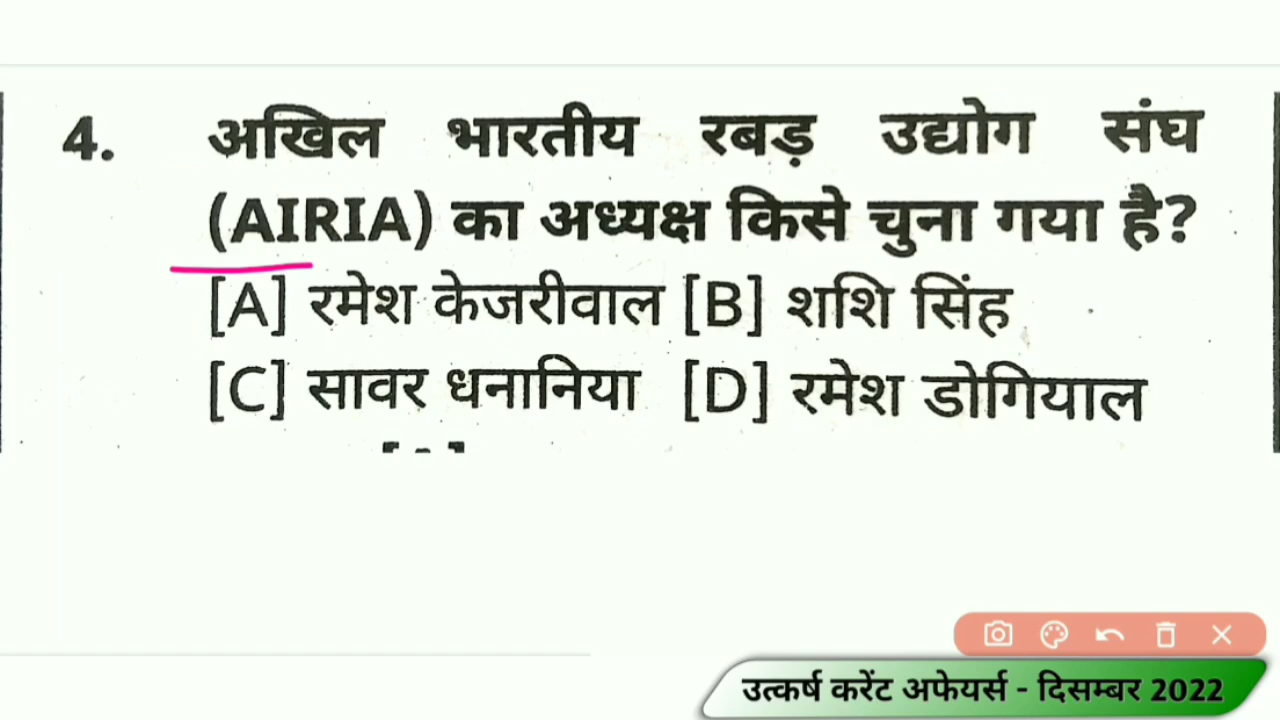 4. अखिल भारतीय रबड़ उद्योग संघ
(AIRIA) का अध्यक्ष किसे चुना गया है?
[A] रमेश केजरीवाल [B] शशि सिंह
[C] सावर धनानिया [D] रमेश डोगियाल
उत्कर्ष करेंट अफेयर्स - दिसम्बर 2022